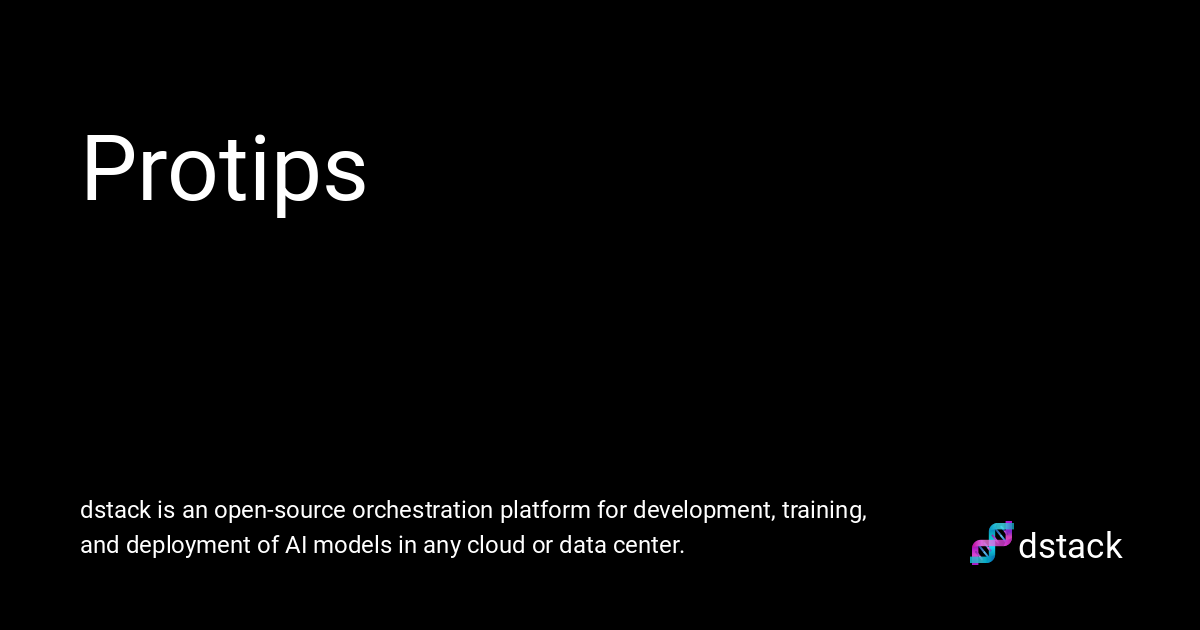 Protips
dstack is an open-source orchestration platform for development, training,
and deployment of AI models in any cloud or data center.
dstack